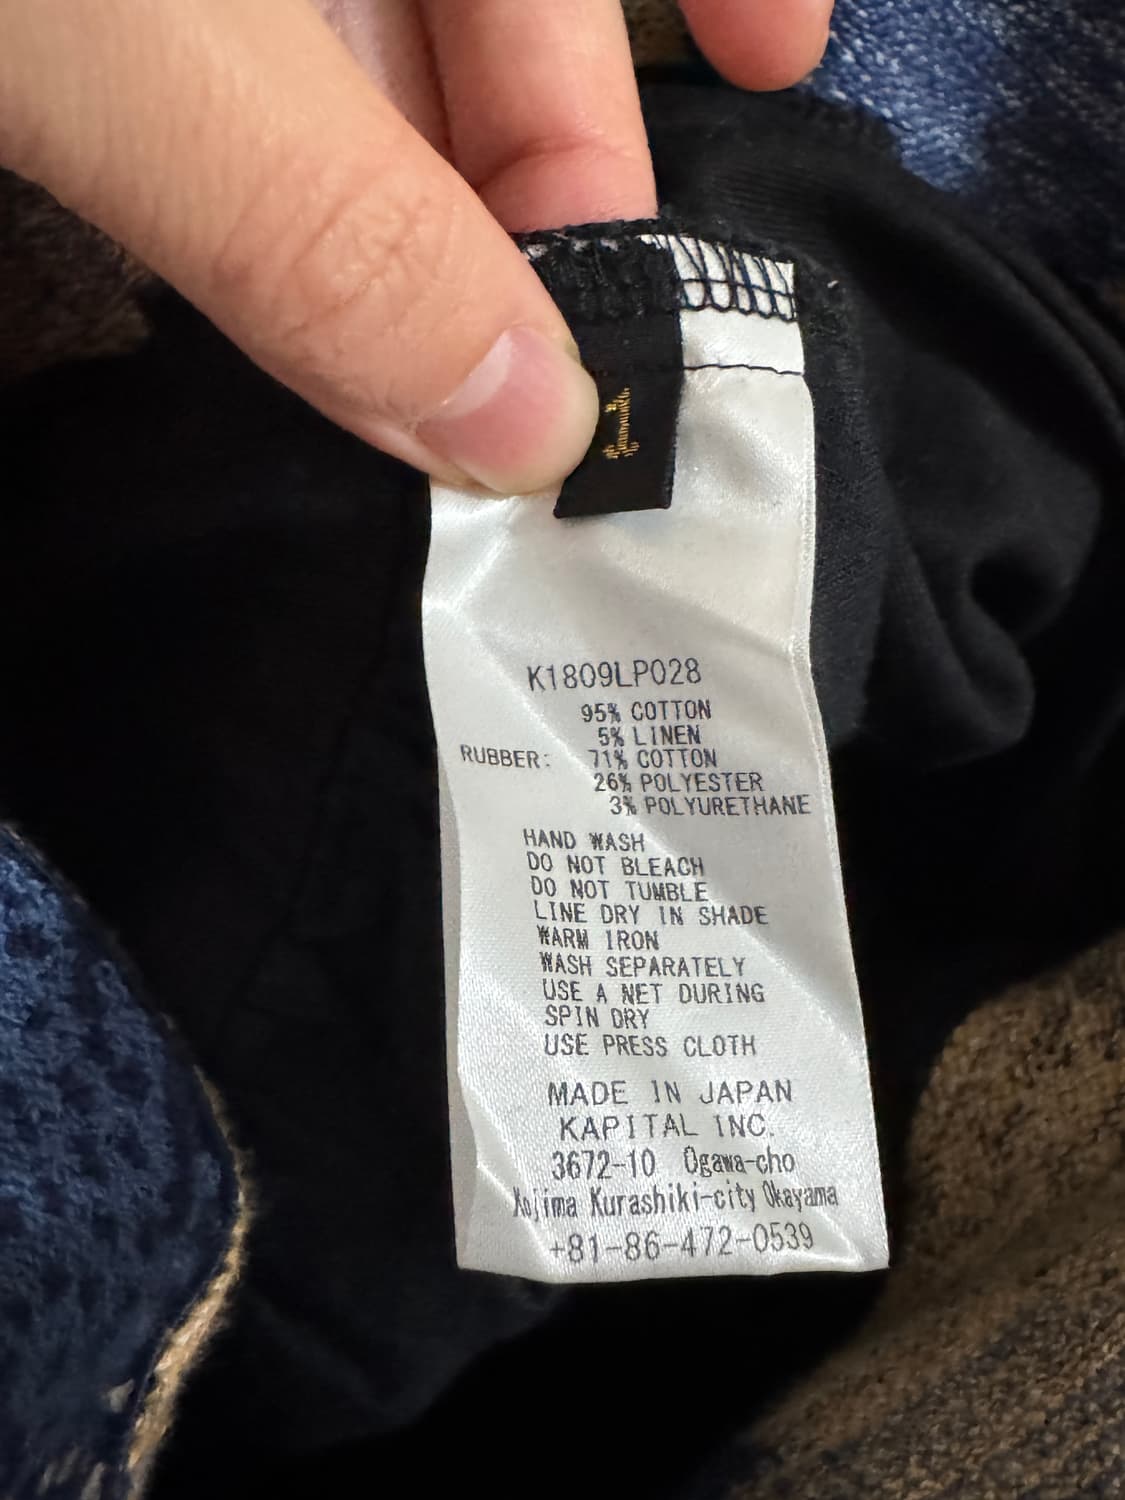 1
K1809LP028
95% COTTON
5% LINEN
RUBBER: 71% COTTON
26% POLYESTER
3% POLYURETHANE
HAND WASH
DO NOT BLEACH
DO NOT TUMBLE
LINE DRY IN SHADE
WARM IRON
WASH SEPARATELY
USE A NET DURING
SPIN DRY
USE PRESS CLOTH
MADE IN JAPAN
KAPITAL INC.
3672-10 Ogawa-cho
Kojima Kurashiki-city Okayama
+81-86-472-0539